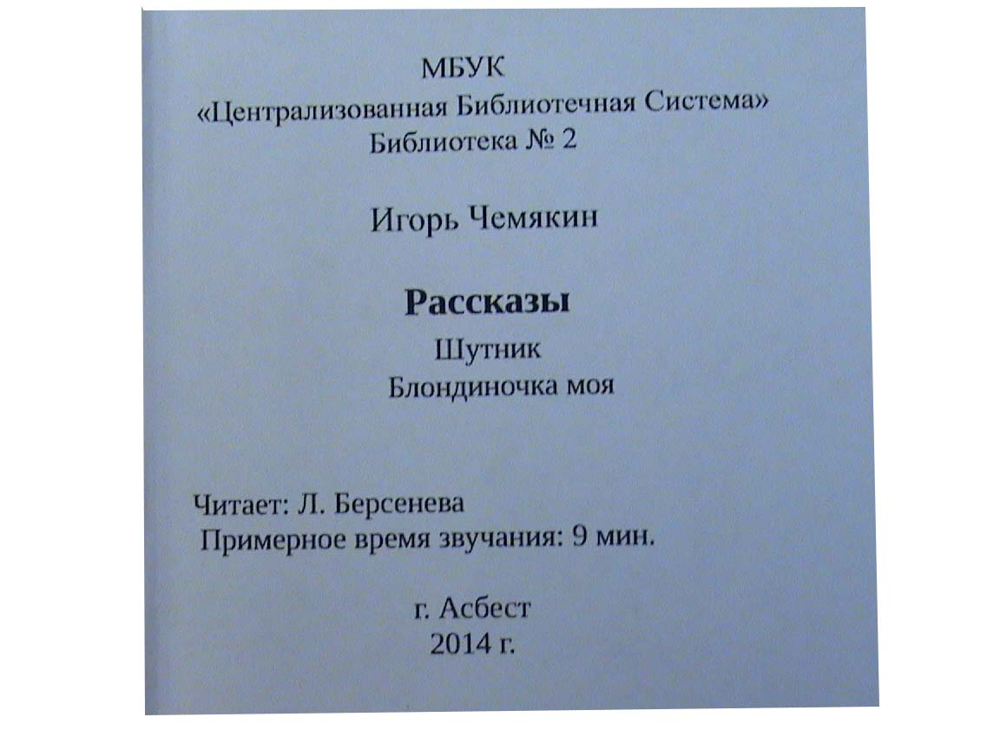 МБУК
«Централизованная Библиотечная Система»
Библиотека № 2
Игорь Чемякин
Рассказы
Шутник
Блондиночка моя
Читает: Л. Берсенева
Примерное время звучания: 9 мин.
г. Асбест
2014 г.